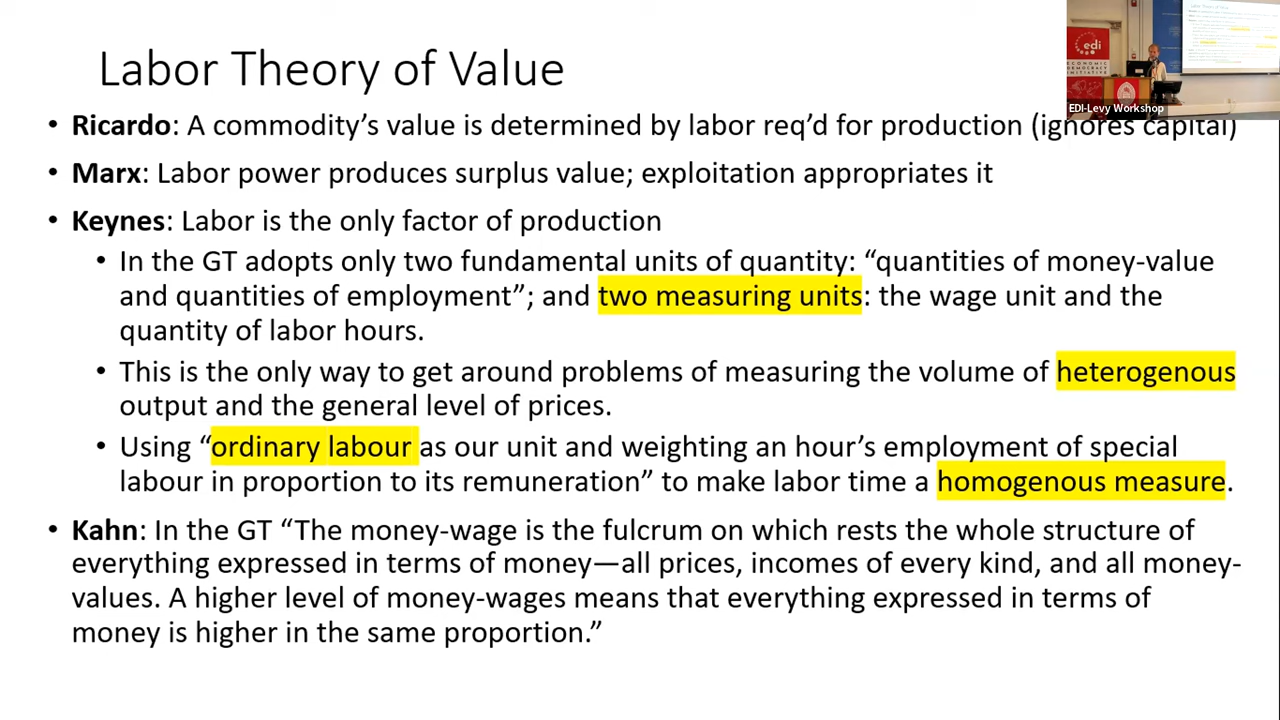 Labor Theory of Value
edi
ECONOMIC
DEMOCRACY
INITIATIVE
EDI-Levy Workshop
• Ricardo: A commodity’s value is determined by labor req’d for production (ignores capital)
• Marx: Labor power produces surplus value; exploitation appropriates it
• Keynes: Labor is the only factor of production
• In the GT adopts only two fundamental units of quantity: “quantities of money-value
and quantities of employment”; and two measuring units: the wage unit and the
quantity of labor hours.
• This is the only way to get around problems of measuring the volume of heterogenous
output and the general level of prices.
• Using “ordinary labour as our unit and weighting an hour’s employment of special
labour in proportion to its remuneration” to make labor time a homogenous measure.
• Kahn: In the GT “The money-wage is the fulcrum on which rests the whole structure of
everything expressed in terms of money—all prices, incomes of every kind, and all money-
values. A higher level of money-wages means that everything expressed in terms of
money is higher in the same proportion.”